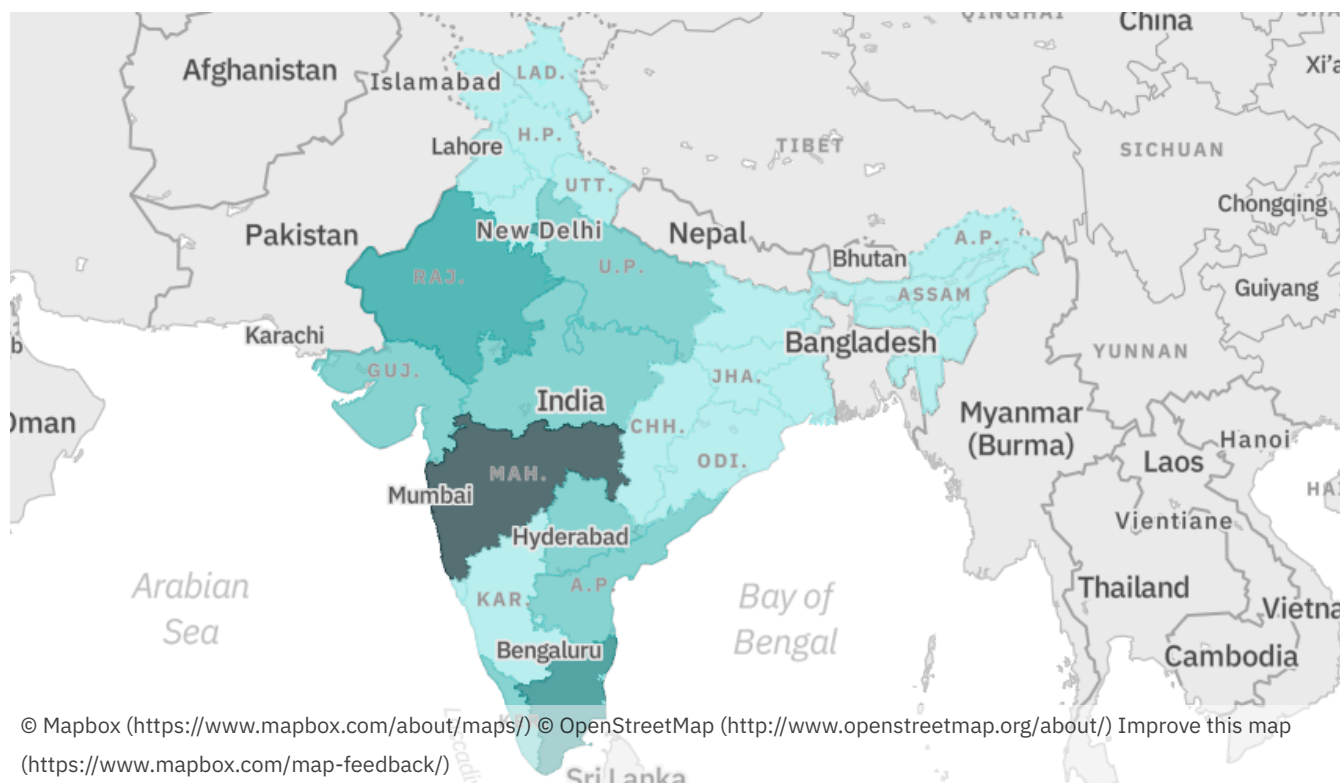 QINGHAI
China
Afghanistan
Islamabad
LAD.
Xi'a
Lahore
H.P.
TIBET
SICHUAN
UTT.
Chongqing
Pakistan
New Delhi
Nepal
A.P.
Bhutan
RAJ.
U.P.
ASSAM
Guiyang
Karachi
b
Bangladesh
YUNNAN
GUJ.
JHA.
India
Oman
CHH.
Myanmar
(Burma)
Hanoi
Laos
ODI.
MAH.
Mumbai
HAI
Vientiane
Hyderabad
Arabian
Sea
A.P.
KAR.
Bay of
Bengal
Thailand
Vietna
Bengaluru
Cambodia
© Mapbox (https://www.mapbox.com/about/maps/) © OpenStreetMap (http://www.openstreetmap.org/about/) Improve this map
(https://www.mapbox.com/map-feedback/)
Sri Lanka